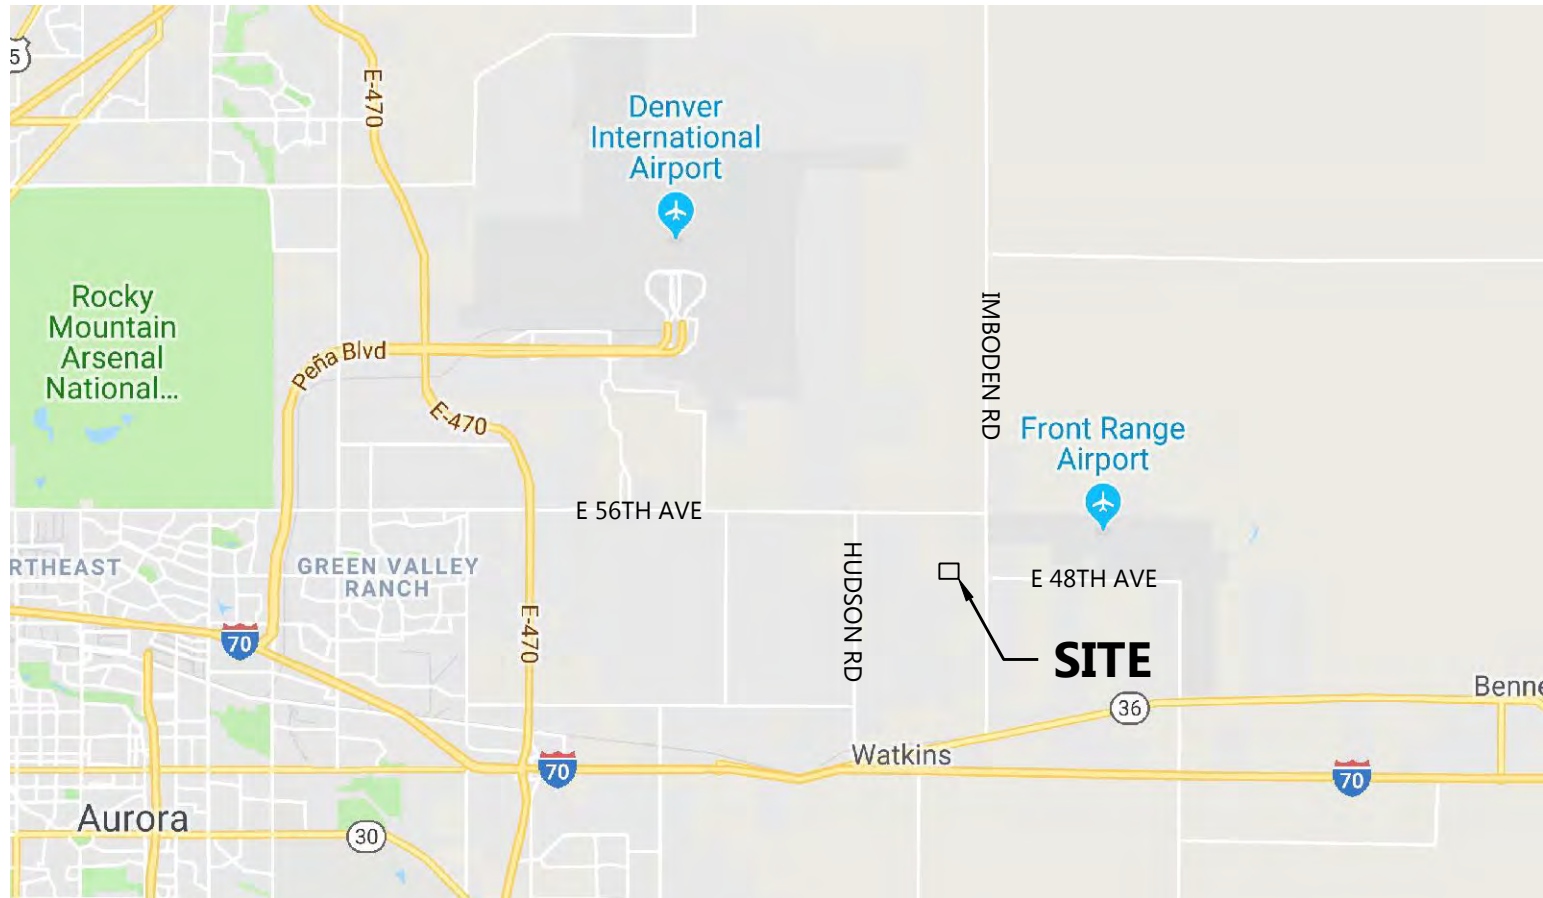 5
E-470
Denver
International
Airport
Rocky
Mountain
Arsenal
National...
Peña Blvd
IMBODEN RD
E-470
Front Range
Airport
E 56TH AVE
RTHEAST
GREEN VALLEY
RANCH
HUDSON RD
E 48TH AVE
E-470
70
SITE
Benne
36
Watkins
70
70
Aurora
30